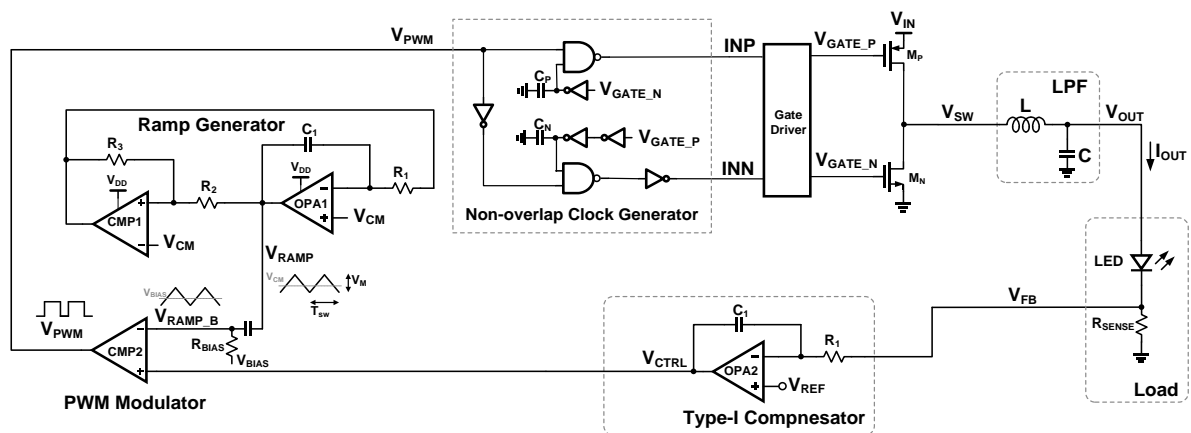 V_PWM
INP
V_IN
V_GATE_P
M_P
C_P
V_GATE_N
LPF
L
V_SW
V_OUT
C
I_OUT
Gate
Driver
Ramp Generator
C_N
V_GATE_P
R_3
C_1
V_DD
R_2
V_DD
R_1
OPA1
V_CM
CMP1
V_CM
INN
V_GATE_N
M_N
Non-overlap Clock Generator
V_RAMP
V_CM
V_M
T_sw
V_BIAS
V_PWM
V_RAMP_B
R_BIAS
V_BIAS
CMP2
PWM Modulator
LED
V_FB
R_SENSE
Load
C_1
R_1
V_CTRL
OPA2
V_REF
Type-I Compnesator